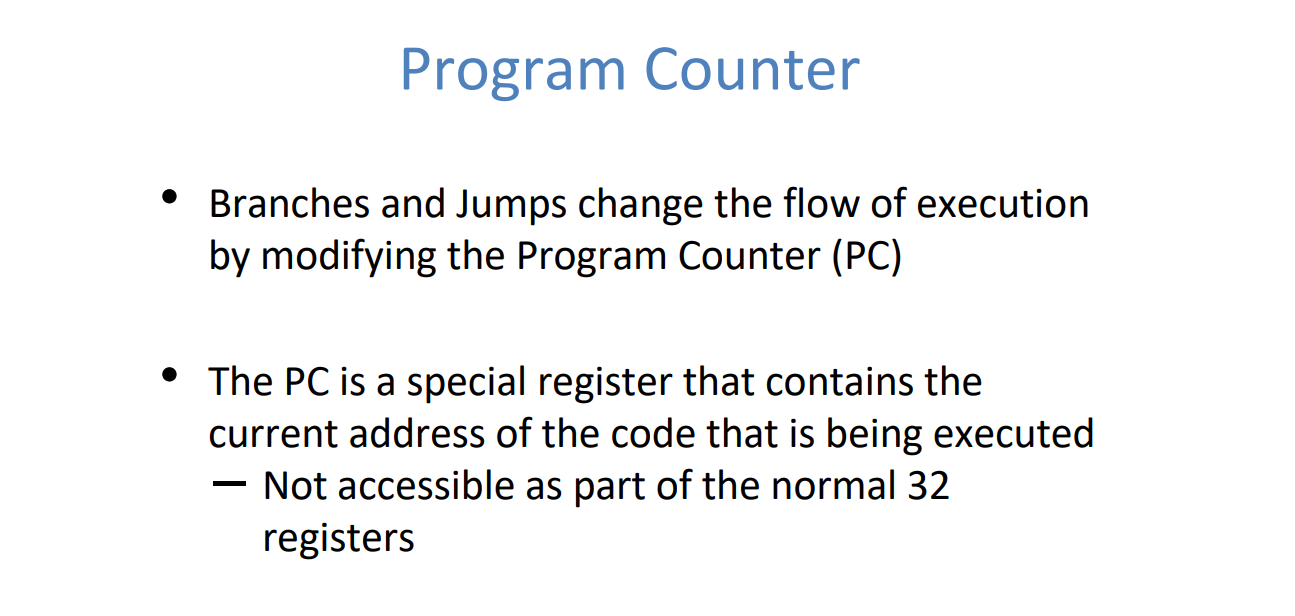 Program Counter
• Branches and Jumps change the flow of execution
by modifying the Program Counter (PC)
• The PC is a special register that contains the
current address of the code that is being executed
— Not accessible as part of the normal 32
registers